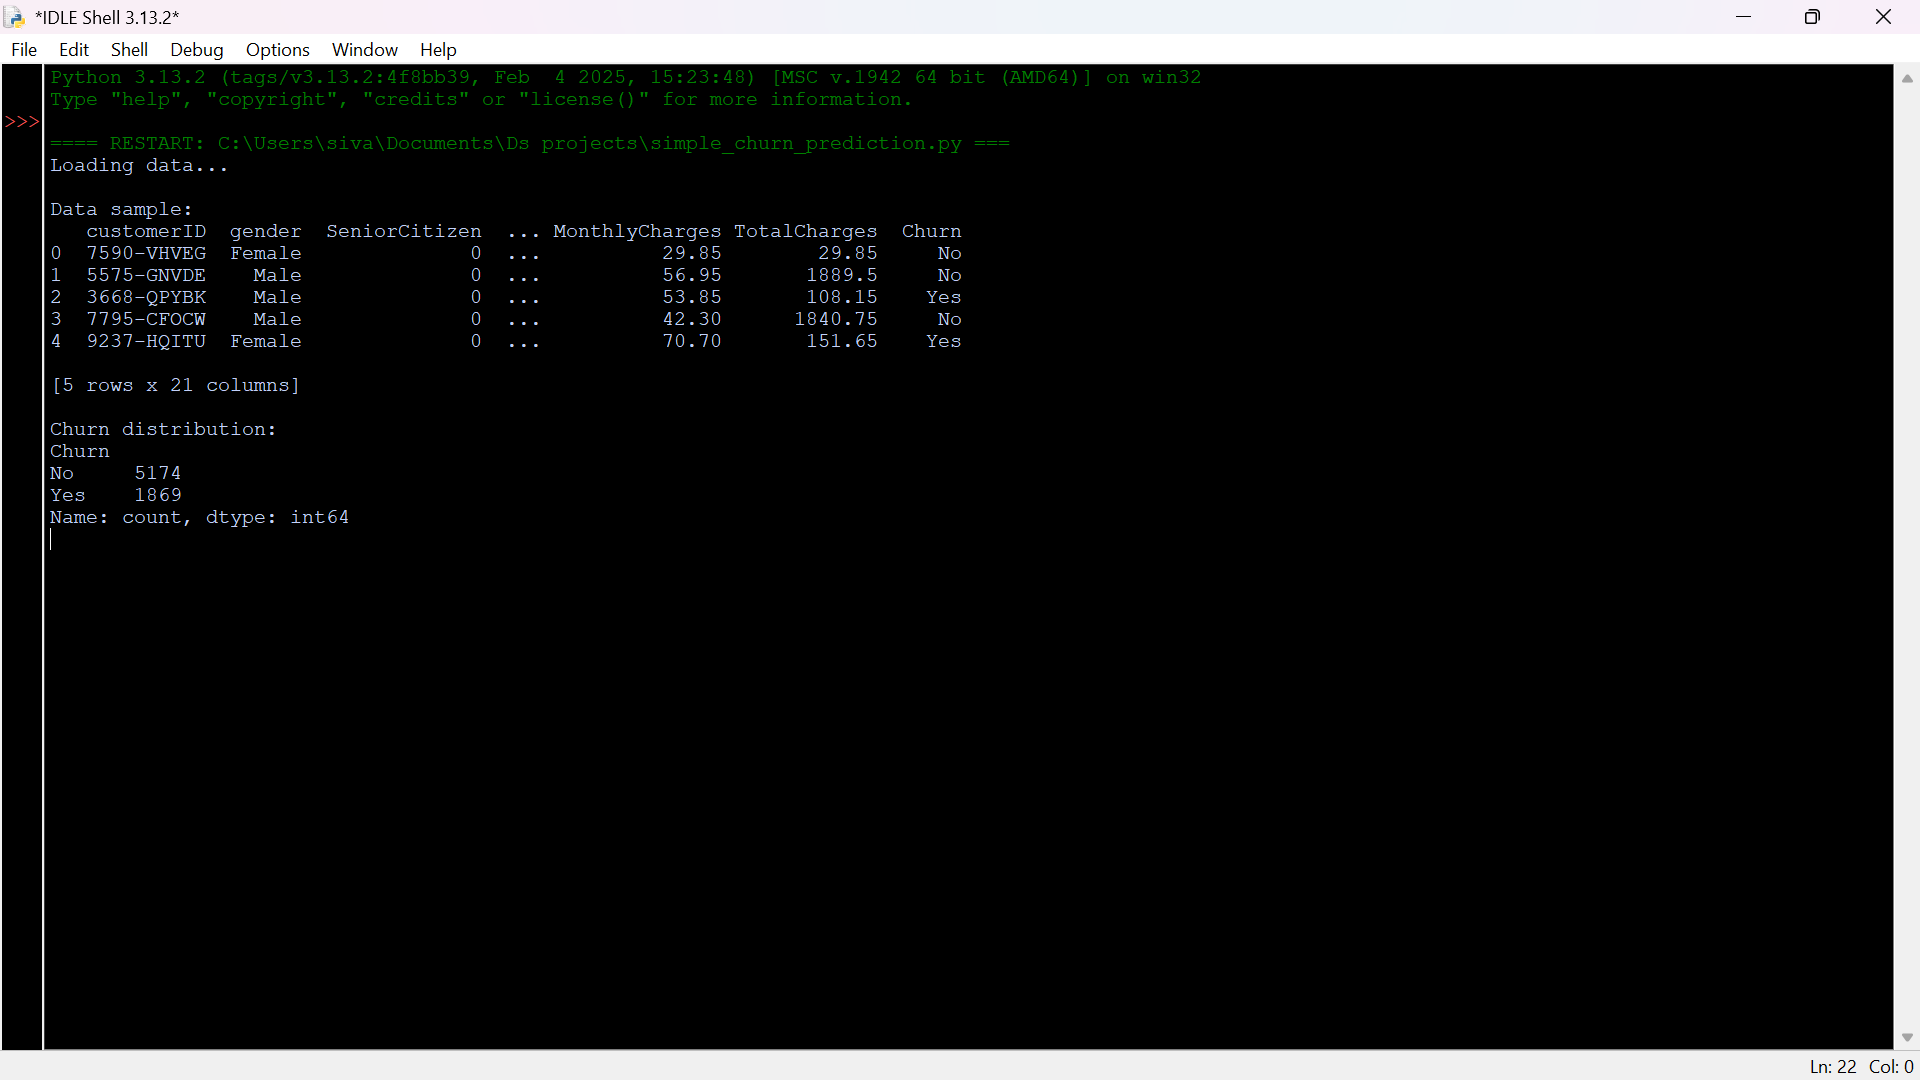 *IDLE Shell 3.13.2*
File Edit Shell Debug Options Window Help
Python 3.13.2 (tags/v3.13.2:4f8bb39, Feb  4 2025, 15:23:48) [MSC v.1942 64 bit (AMD64)] on win32
Type "help", "copyright", "credits" or "license()" for more information.
>>>
==== RESTART: C:\Users\siva\Documents\Ds projects\simple_churn_prediction.py ===
Loading data...
Data sample:
   customerID  gender  SeniorCitizen  ... MonthlyCharges TotalCharges  Churn
0  7590-VHVEG  Female              0  ...          29.85        29.85     No
1  5575-GNVDE    Male              0  ...          56.95       1889.5     No
2  3668-QPYBK    Male              0  ...          53.85       108.15    Yes
3  7795-CFOCW    Male              0  ...          42.30      1840.75     No
4  9237-HQITU  Female              0  ...          70.70       151.65    Yes
[5 rows x 21 columns]
Churn distribution:
Churn
No     5174
Yes    1869
Name: count, dtype: int64
Ln: 22 Col: 0